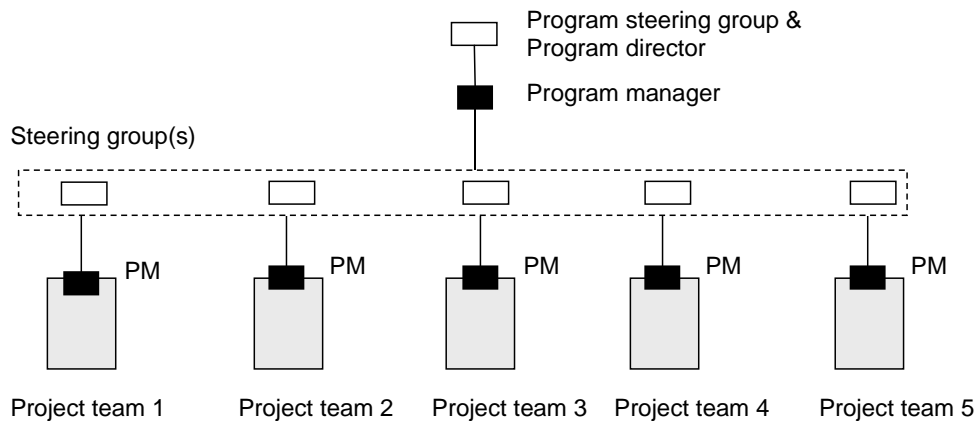 Program steering group &
Program director
Program manager
Steering group(s)
PM
PM
PM
PM
PM
Project team 1
Project team 2
Project team 3
Project team 4
Project team 5